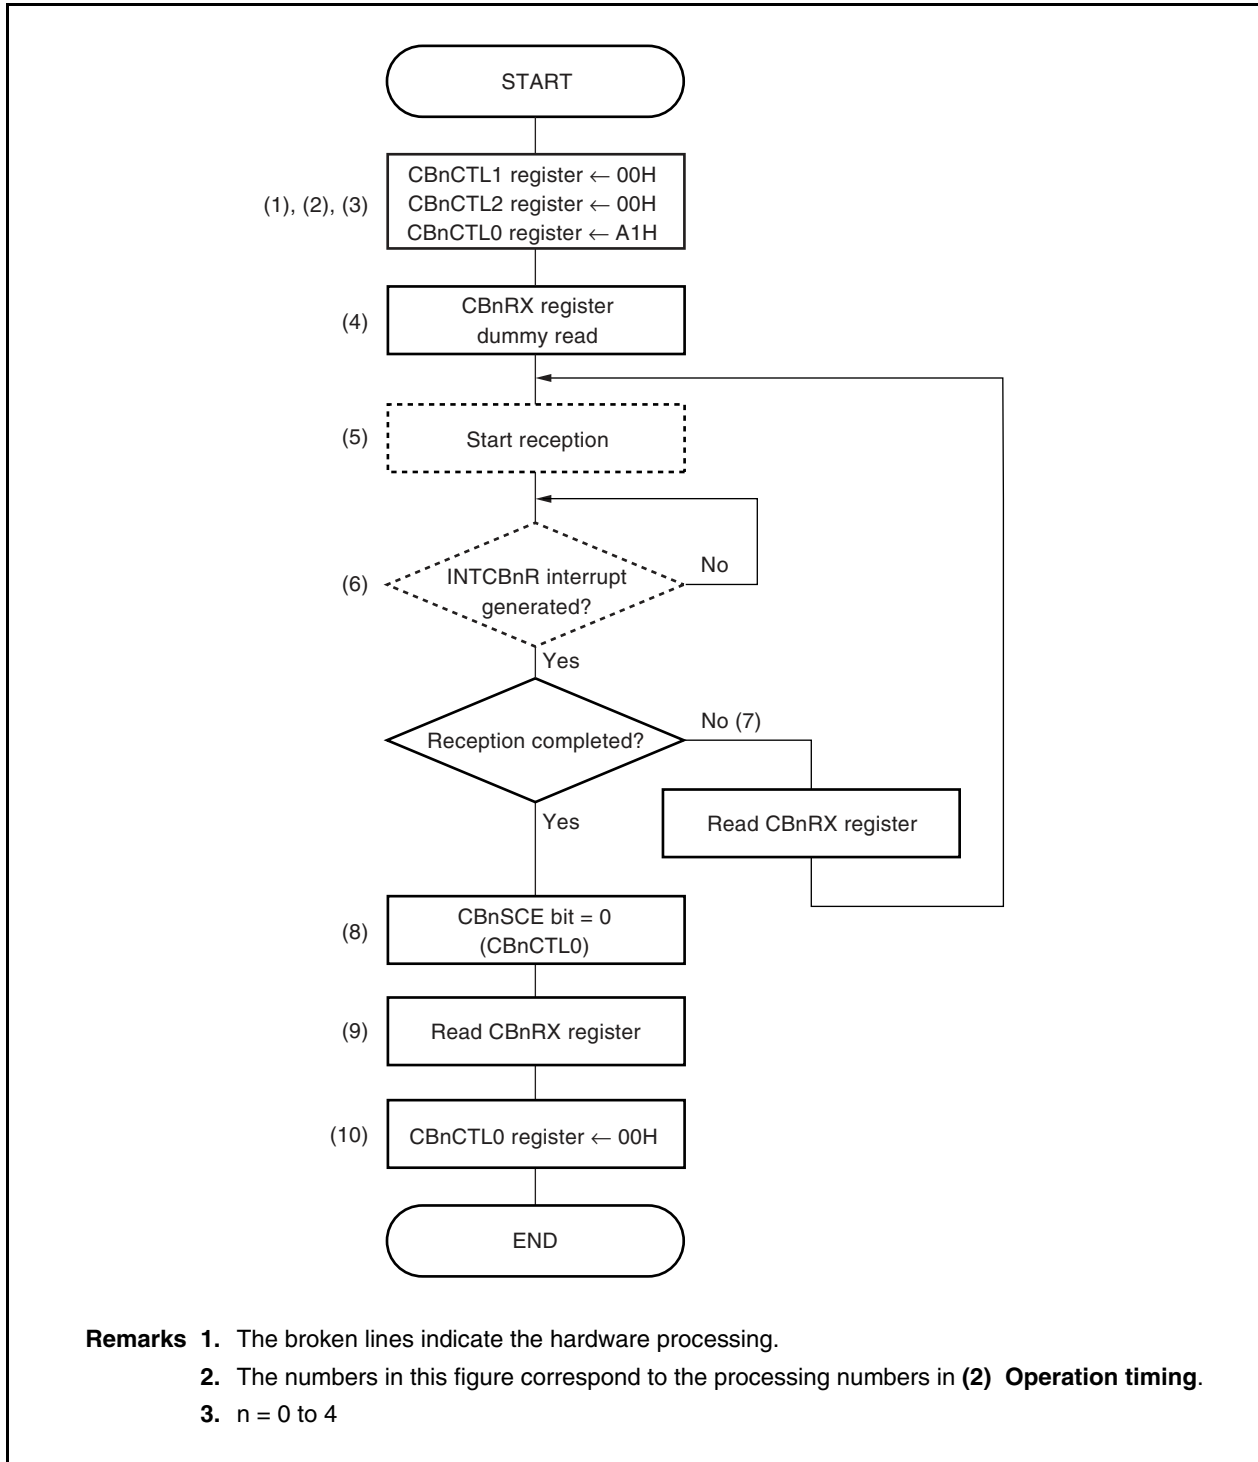 START
CBnCTL1 register ← 00H
(1), (2), (3)
CBnCTL2 register ← 00H
CBnCTL0 register ← A1H
(4)
CBnRX register
dummy read
(5)
Start reception
(6)
INTCBnR interrupt
generated?
No
Yes
Reception completed?
No (7)
Read CBnRX register
Yes
(8)
CBnSCE bit = 0
(CBnCTL0)
(9)
Read CBnRX register
(10)
CBnCTL0 register ← 00H
END
Remarks 1. The broken lines indicate the hardware processing.
2. The numbers in this figure correspond to the processing numbers in (2) Operation timing.
3. n = 0 to 4